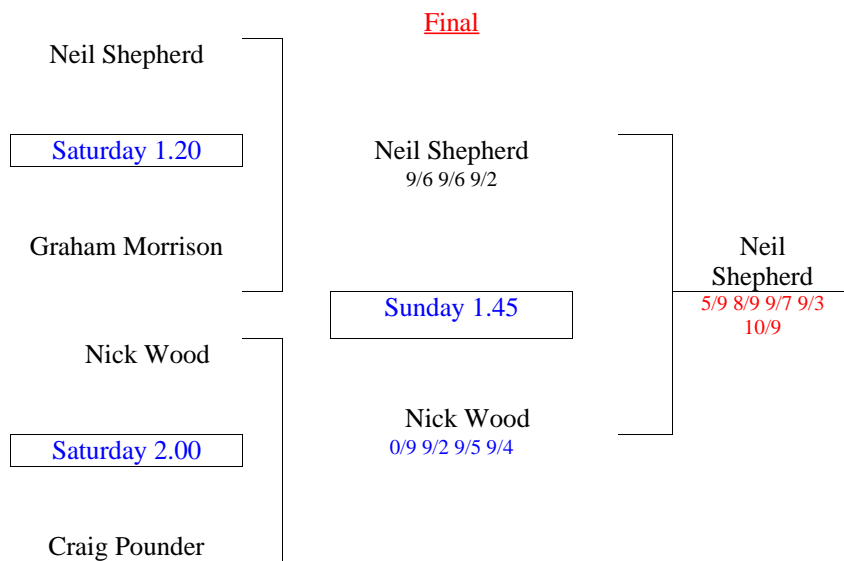 Final
Neil Shepherd
Saturday 1.20
Neil Shepherd
9/6 9/6 9/2
Graham Morrison
Neil
Shepherd
5/9 8/9 9/7 9/3
10/9
Sunday 1.45
Nick Wood
Nick Wood
0/9 9/2 9/5 9/4
Saturday 2.00
Craig Pounder